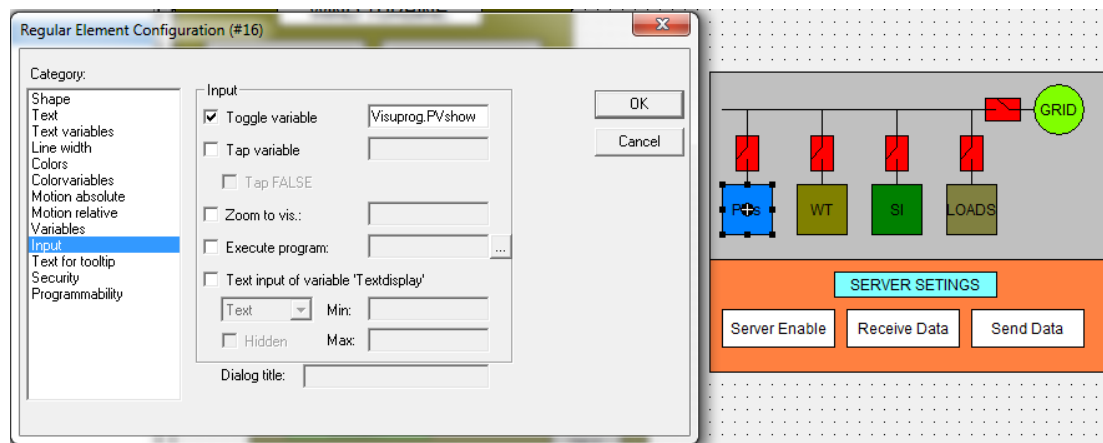 Regular Element Configuration (#16)
Category:
Shape
Text
Text variables
Line width
Colors
Colorvariables
Motion absolute
Motion relative
Variables
Input
Text for tooltip
Security
Programmability
Input
Toggle variable Visuprog.PVshow
Tap variable
Tap FALSE
Zoom to vis.:
Execute program: ...
Text input of variable 'Textdisplay'
Text Min:
Hidden Max:
Dialog title:
OK
Cancel
GRID
WT SI LOADS
SERVER SETINGS
Server Enable Receive Data Send Data